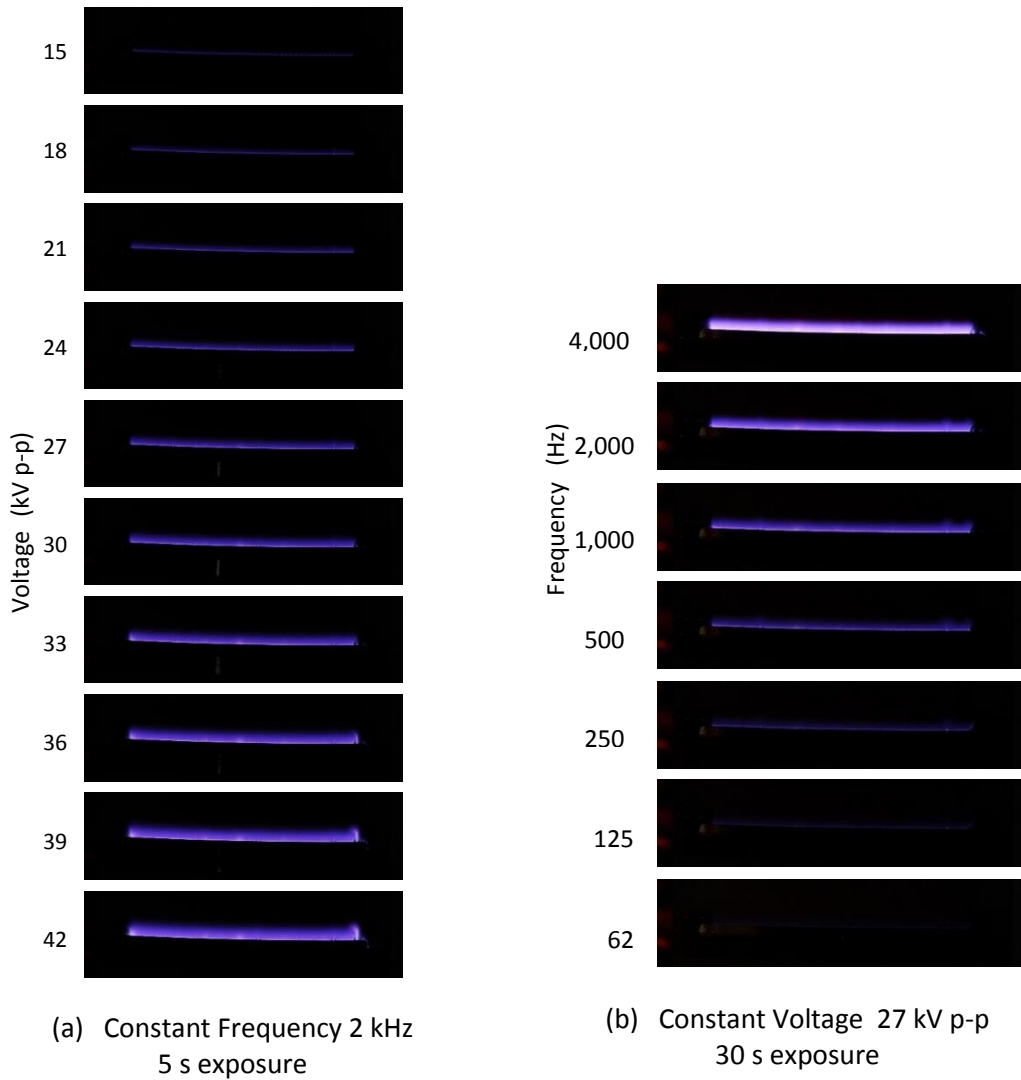 15
18
21
24
27
30
33
36
39
42
Voltage (kV p-p)
(a) Constant Frequency 2 kHz
5 s exposure
4,000
2,000
1,000
500
250
125
62
Frequency (Hz)
(b) Constant Voltage 27 kV p-p
30 s exposure